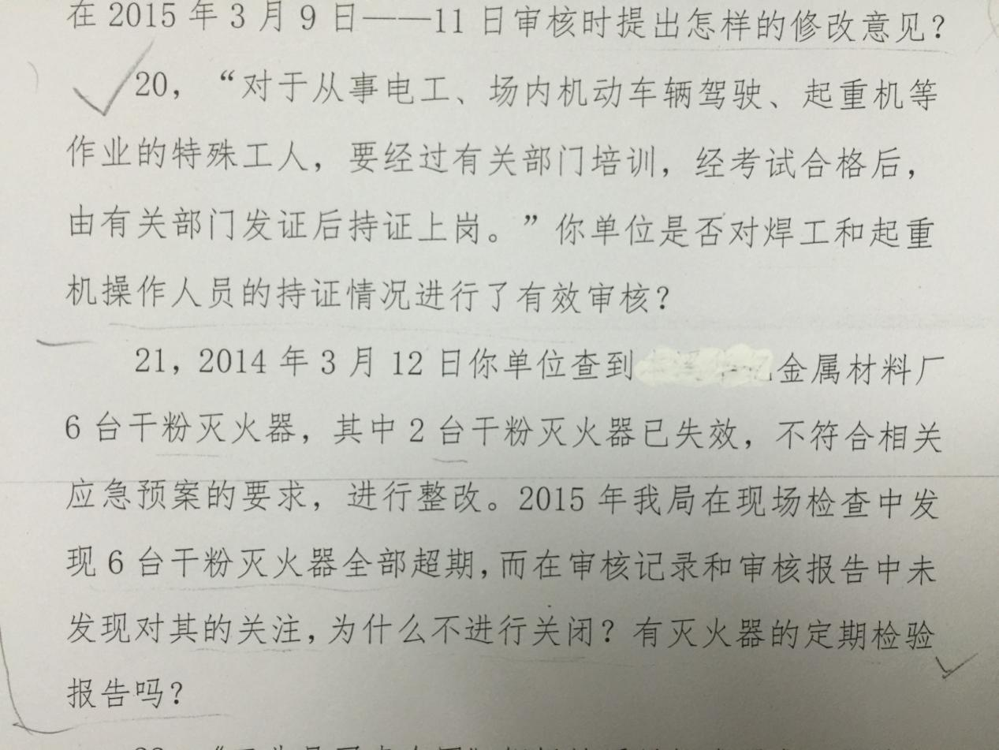 在 2015 年 3 月 9 日——11 日审核时提出怎样的修改意见？
20，“对于从事电工、场内机动车辆驾驶、起重机等
作业的特殊工人，要经过有关部门培训，经考试合格后，
由有关部门发证后持证上岗。”你单位是否对焊工和起重
机操作人员的持证情况进行了有效审核？
21，2014 年 3 月 12 日你单位查到金属材料厂
6 台干粉灭火器，其中 2 台干粉灭火器已失效，不符合相关
应急预案的要求，进行整改。2015 年我局在现场检查中发
现 6 台干粉灭火器全部超期，而在审核记录和审核报告中未
发现对其的关注，为什么不进行关闭？有灭火器的定期检验
报告吗？